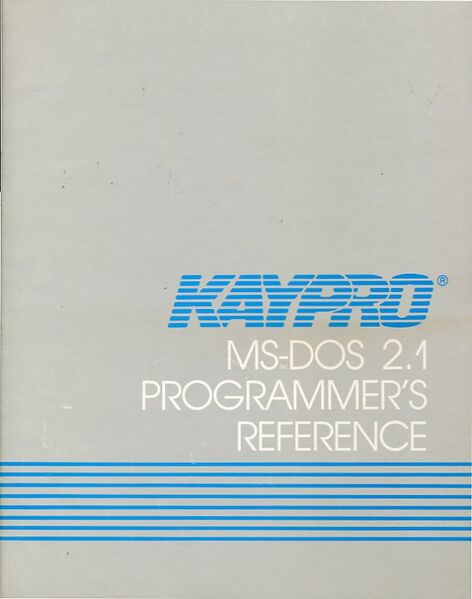 KAYPRO®
MS-DOS 2.1
PROGRAMMER'S
REFERENCE